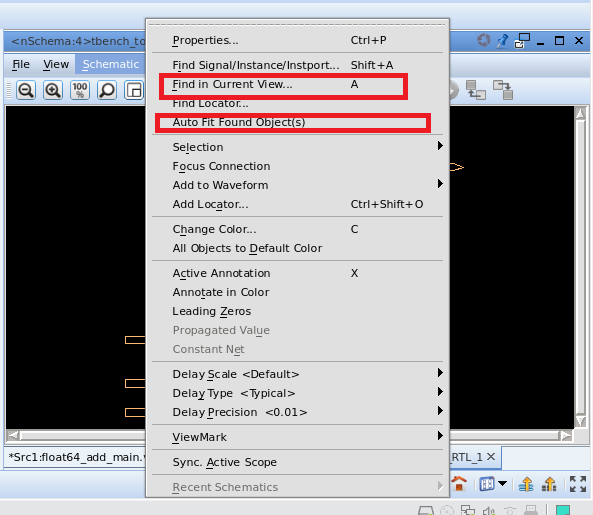 <nSchema:4>tbench_to
Properties... Ctrl+P
File View Schematic
Find Signal/Instance/Instport... Shift+A
Find in Current View... A
100
%
Find Locator...
Auto Fit Found Object(s)
Selection
Focus Connection
Add to Waveform
Add Locator... Ctrl+Shift+O
Change Color... C
All Objects to Default Color
Active Annotation X
Annotate in Color
Leading Zeros
Propagated Value
Constant Net
Delay Scale <Default>
Delay Type <Typical>
Delay Precision <0.01>
ViewMark
*Src1:float64_add_main.v
_RTL_1
Sync. Active Scope
Recent Schematics